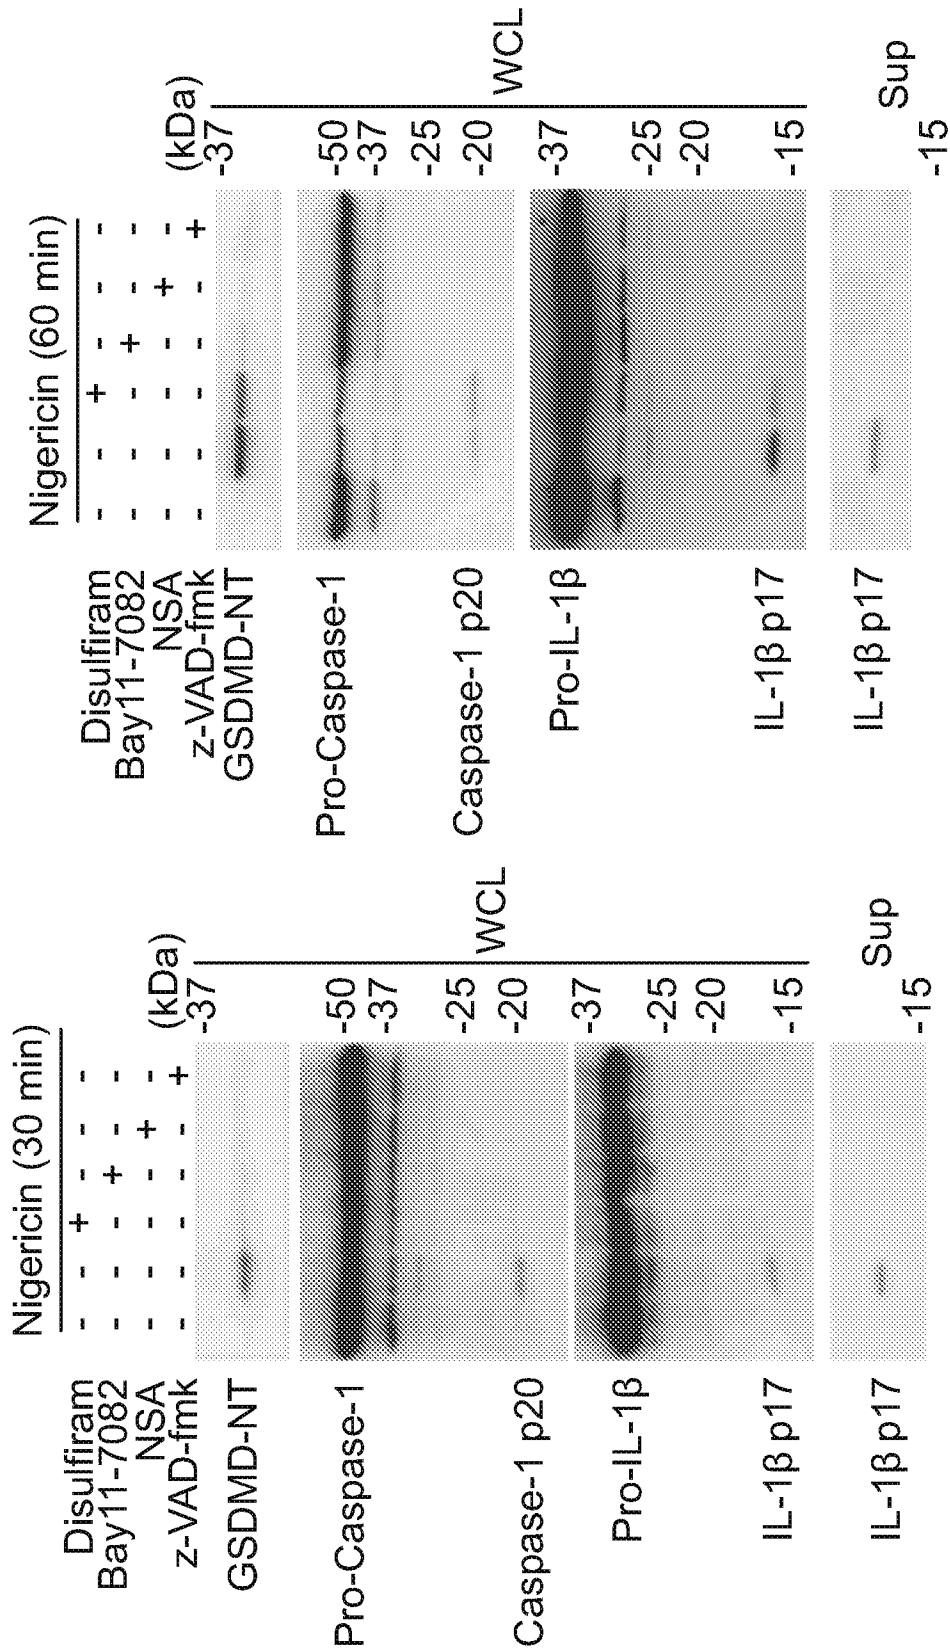 Nigericin (30 min)
Disulfiram + - - - -
Bay11-7082 - - - + - -
NSA - - - - + -
z-VAD-fmk - - - - - +
(kDa)
GSDMD-NT
-37
Pro-Caspase-1
-50
-37
-25
Caspase-1 p20
-20
WCL
Pro-IL-1β
-37
-25
-20
IL-1β p17
-15
IL-1β p17
-15
Sup
Nigericin (60 min)
Disulfiram - - + - - -
Bay11-7082 - - - + - -
NSA - - - - + -
z-VAD-fmk - - - - - +
(kDa)
GSDMD-NT
-37
Pro-Caspase-1
-50
-37
-25
Caspase-1 p20
-20
WCL
Pro-IL-1β
-37
-25
-20
IL-1β p17
-15
IL-1β p17
-15
Sup